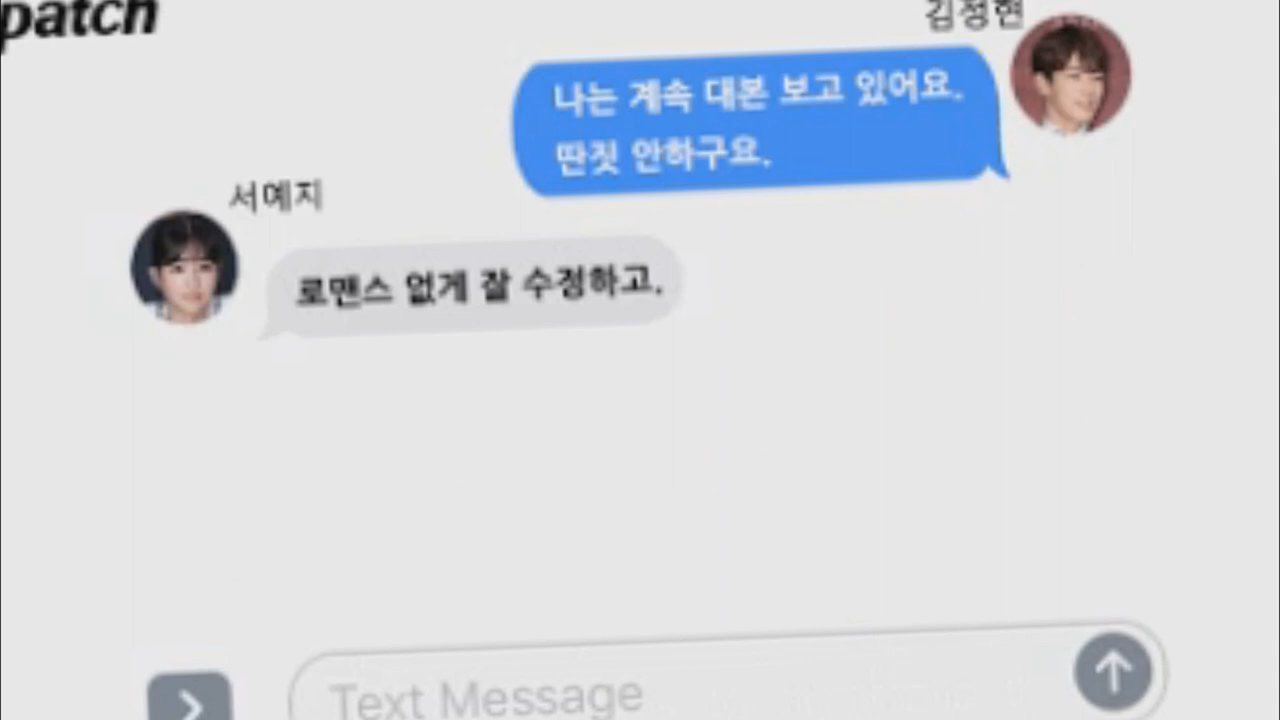 patch
김정현
나는 계속 대본 보고 있어요.
딴짓 안하구요.
서예지
로맨스 없게 잘 수정하고.
Text Message